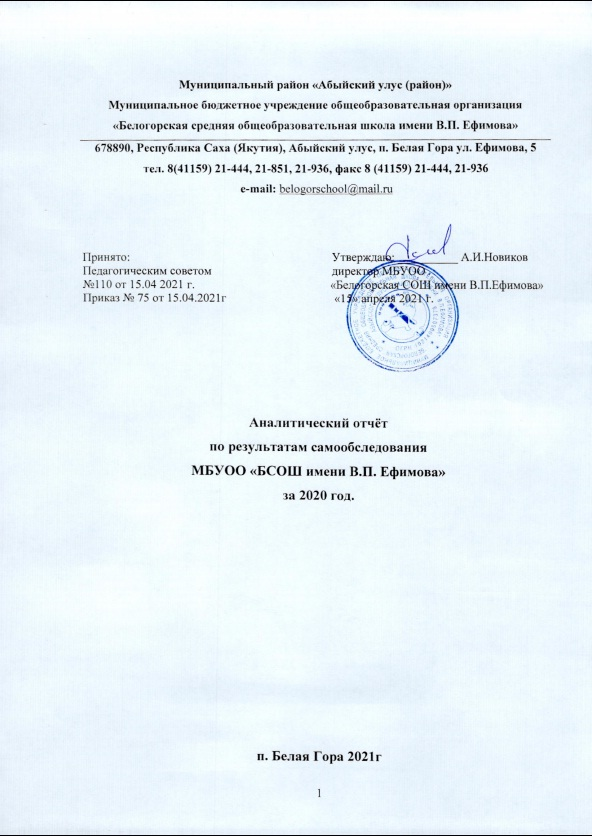 Муниципальный район «Абыйский улус (район)»
Муниципальное бюджетное учреждение общеобразовательная организация
«Белогорская средняя общеобразовательная школа имени В.П. Ефимова»
678890, Республика Саха (Якутия), Абыйский улус, п. Белая Гора ул. Ефимова, 5
тел. 8(41159) 21-444, 21-851, 21-936, факс 8 (41159) 21-444, 21-936
e-mail: belogorschool@mail.ru
Принято:
Педагогическим советом
№110 от 15.04 2021 г.
Приказ № 75 от 15.04.2021г
Утверждаю: ____________ А.И.Новиков
директор МБУОО
«Белогорская СОШ имени В.П.Ефимова»
«15» апреля 2021 г.
Аналитический отчёт
по результатам самообследования
МБУОО «БСОШ имени В.П. Ефимова»
за 2020 год.
п. Белая Гора 2021г
1